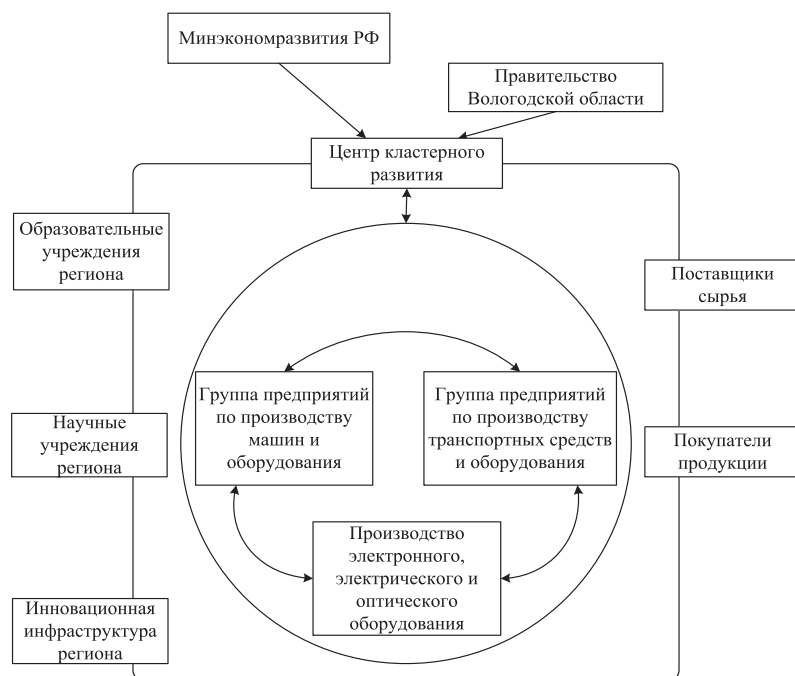 Минэкономразвития РФ
Правительство
Вологодской области
Центр кластерного
развития
Образовательные
учреждения
региона
Поставщики
сырья
Группа предприятий
по производству
машин и
оборудования
Группа предприятий
по производству
транспортных средств
и оборудования
Научные
учреждения
региона
Покупатели
продукции
Производство
электронного,
электрического и
оптического
оборудования
Инновационная
инфраструктура
региона